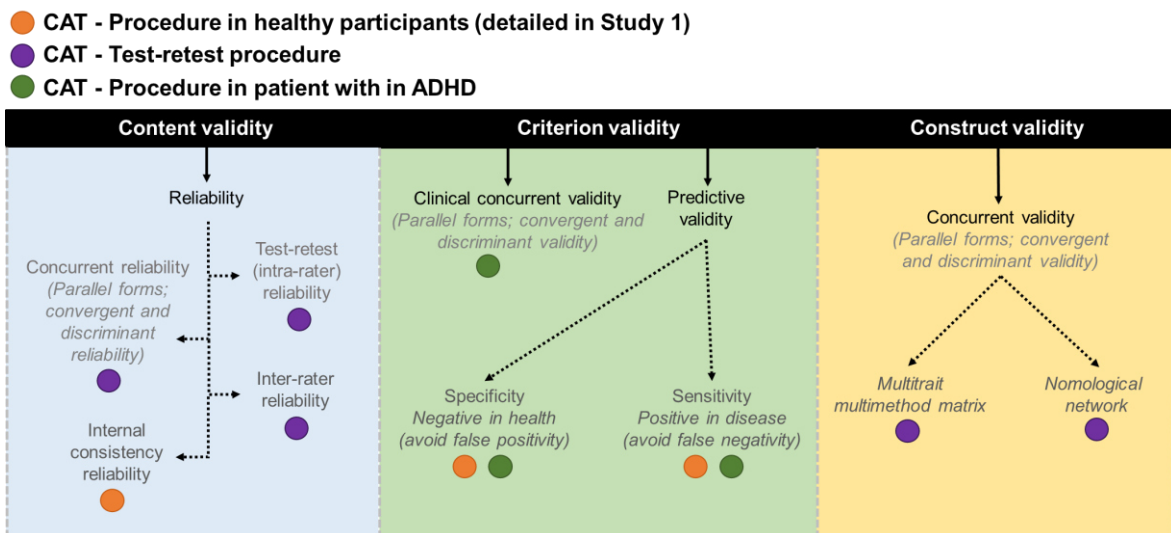 CAT - Procedure in healthy participants (detailed in Study 1)
CAT - Test-retest procedure
CAT - Procedure in patient with in ADHD
Content validity
Reliability
Concurrent reliability
(Parallel forms;
convergent and
discriminant
reliability)
Test-retest
(intra-rater)
reliability
Inter-rater
reliability
Internal
consistency
reliability
Criterion validity
Clinical concurrent validity
(Parallel forms; convergent and
discriminant validity)
Predictive
validity
Specificity
Negative in health
(avoid false positivity)
Sensitivity
Positive in disease
(avoid false negativity)
Construct validity
Concurrent validity
(Parallel forms; convergent
and discriminant validity)
Multitrait
multimethod matrix
Nomological
network